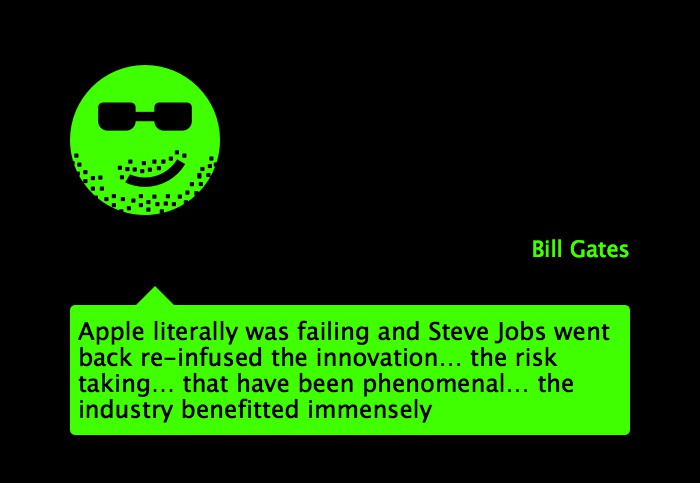 Bill Gates
Apple literally was failing and Steve Jobs went
back re-infused the innovation... the risk
taking... that have been phenomenal... the
industry benefitted immensely